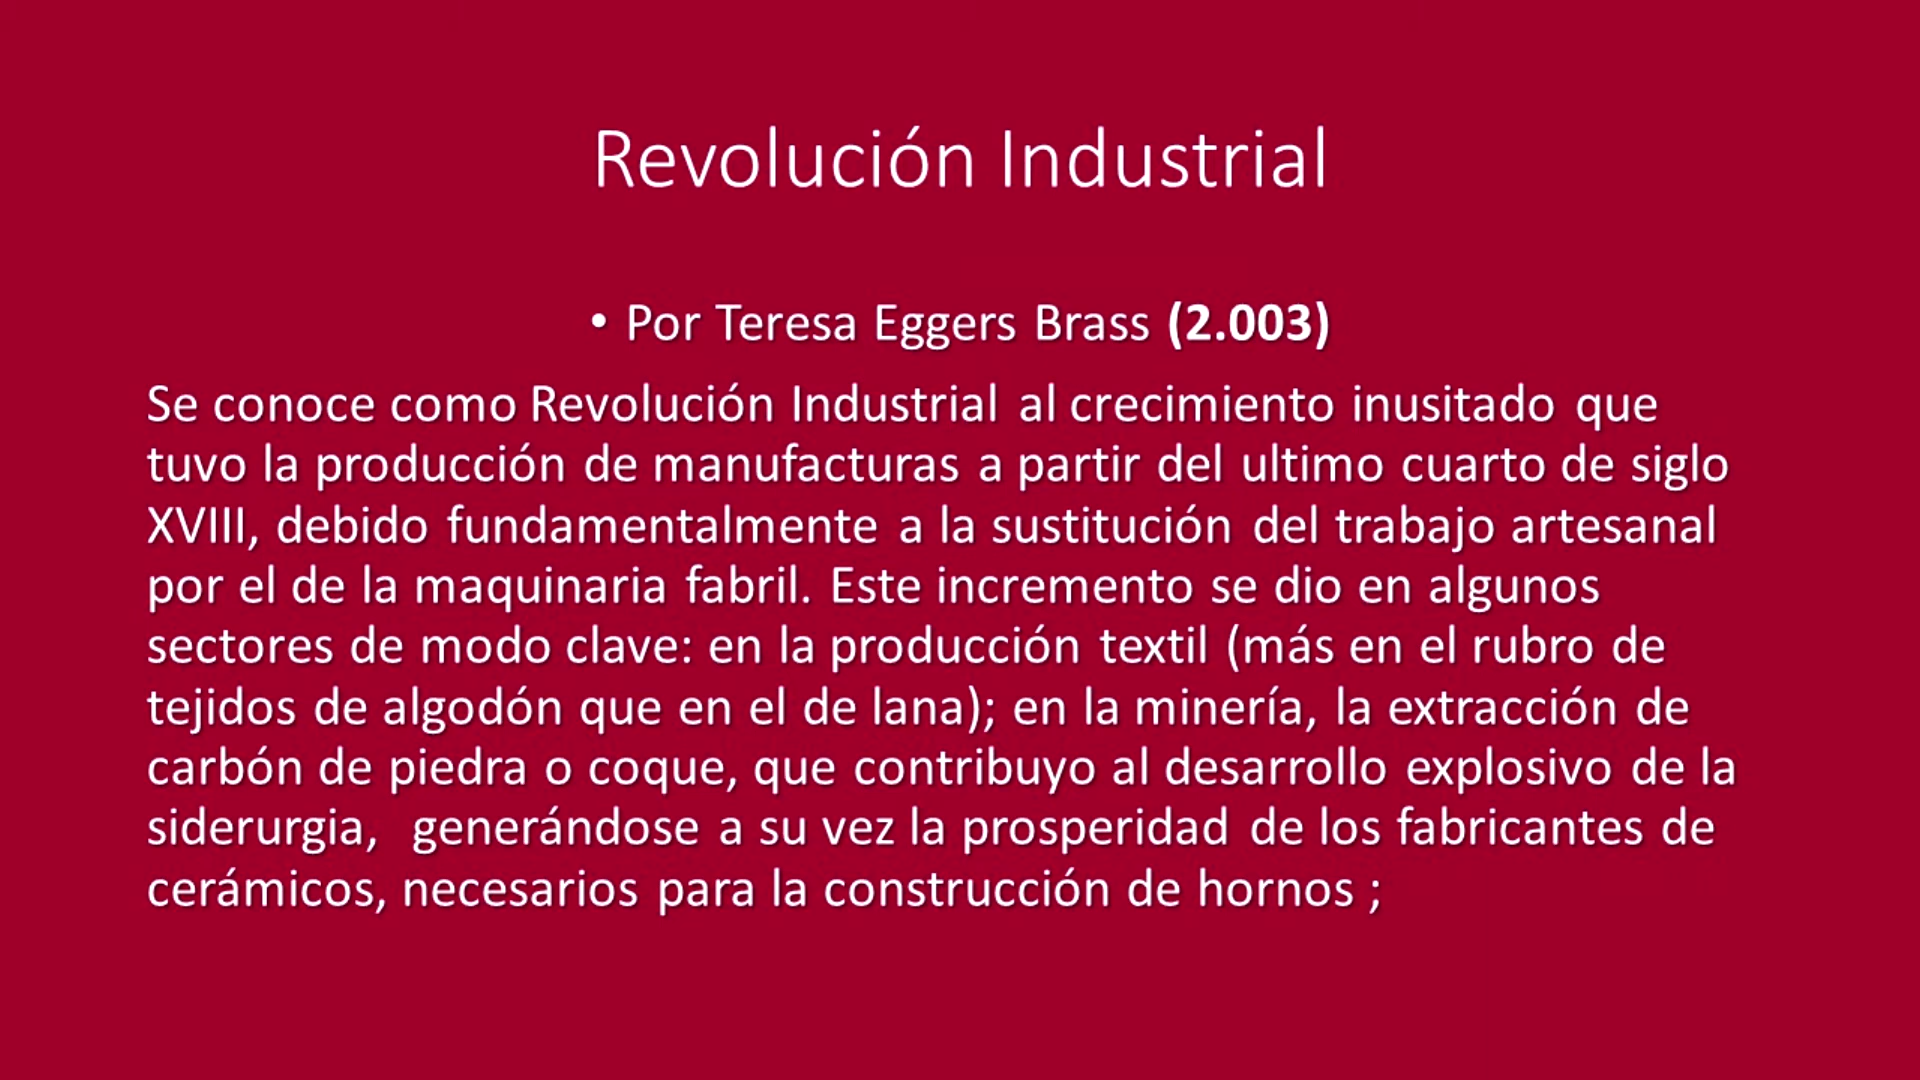 Revolución Industrial
• Por Teresa Eggers Brass (2.003)
Se conoce como Revolución Industrial al crecimiento inusitado que
tuvo la producción de manufacturas a partir del ultimo cuarto de siglo
XVIII, debido fundamentalmente a la sustitución del trabajo artesanal
por el de la maquinaria fabril. Este incremento se dio en algunos
sectores de modo clave: en la producción textil (más en el rubro de
tejidos de algodón que en el de lana); en la minería, la extracción de
carbón de piedra o coque, que contribuyo al desarrollo explosivo de la
siderurgia,  generándose a su vez la prosperidad de los fabricantes de
cerámicos, necesarios para la construcción de hornos ;